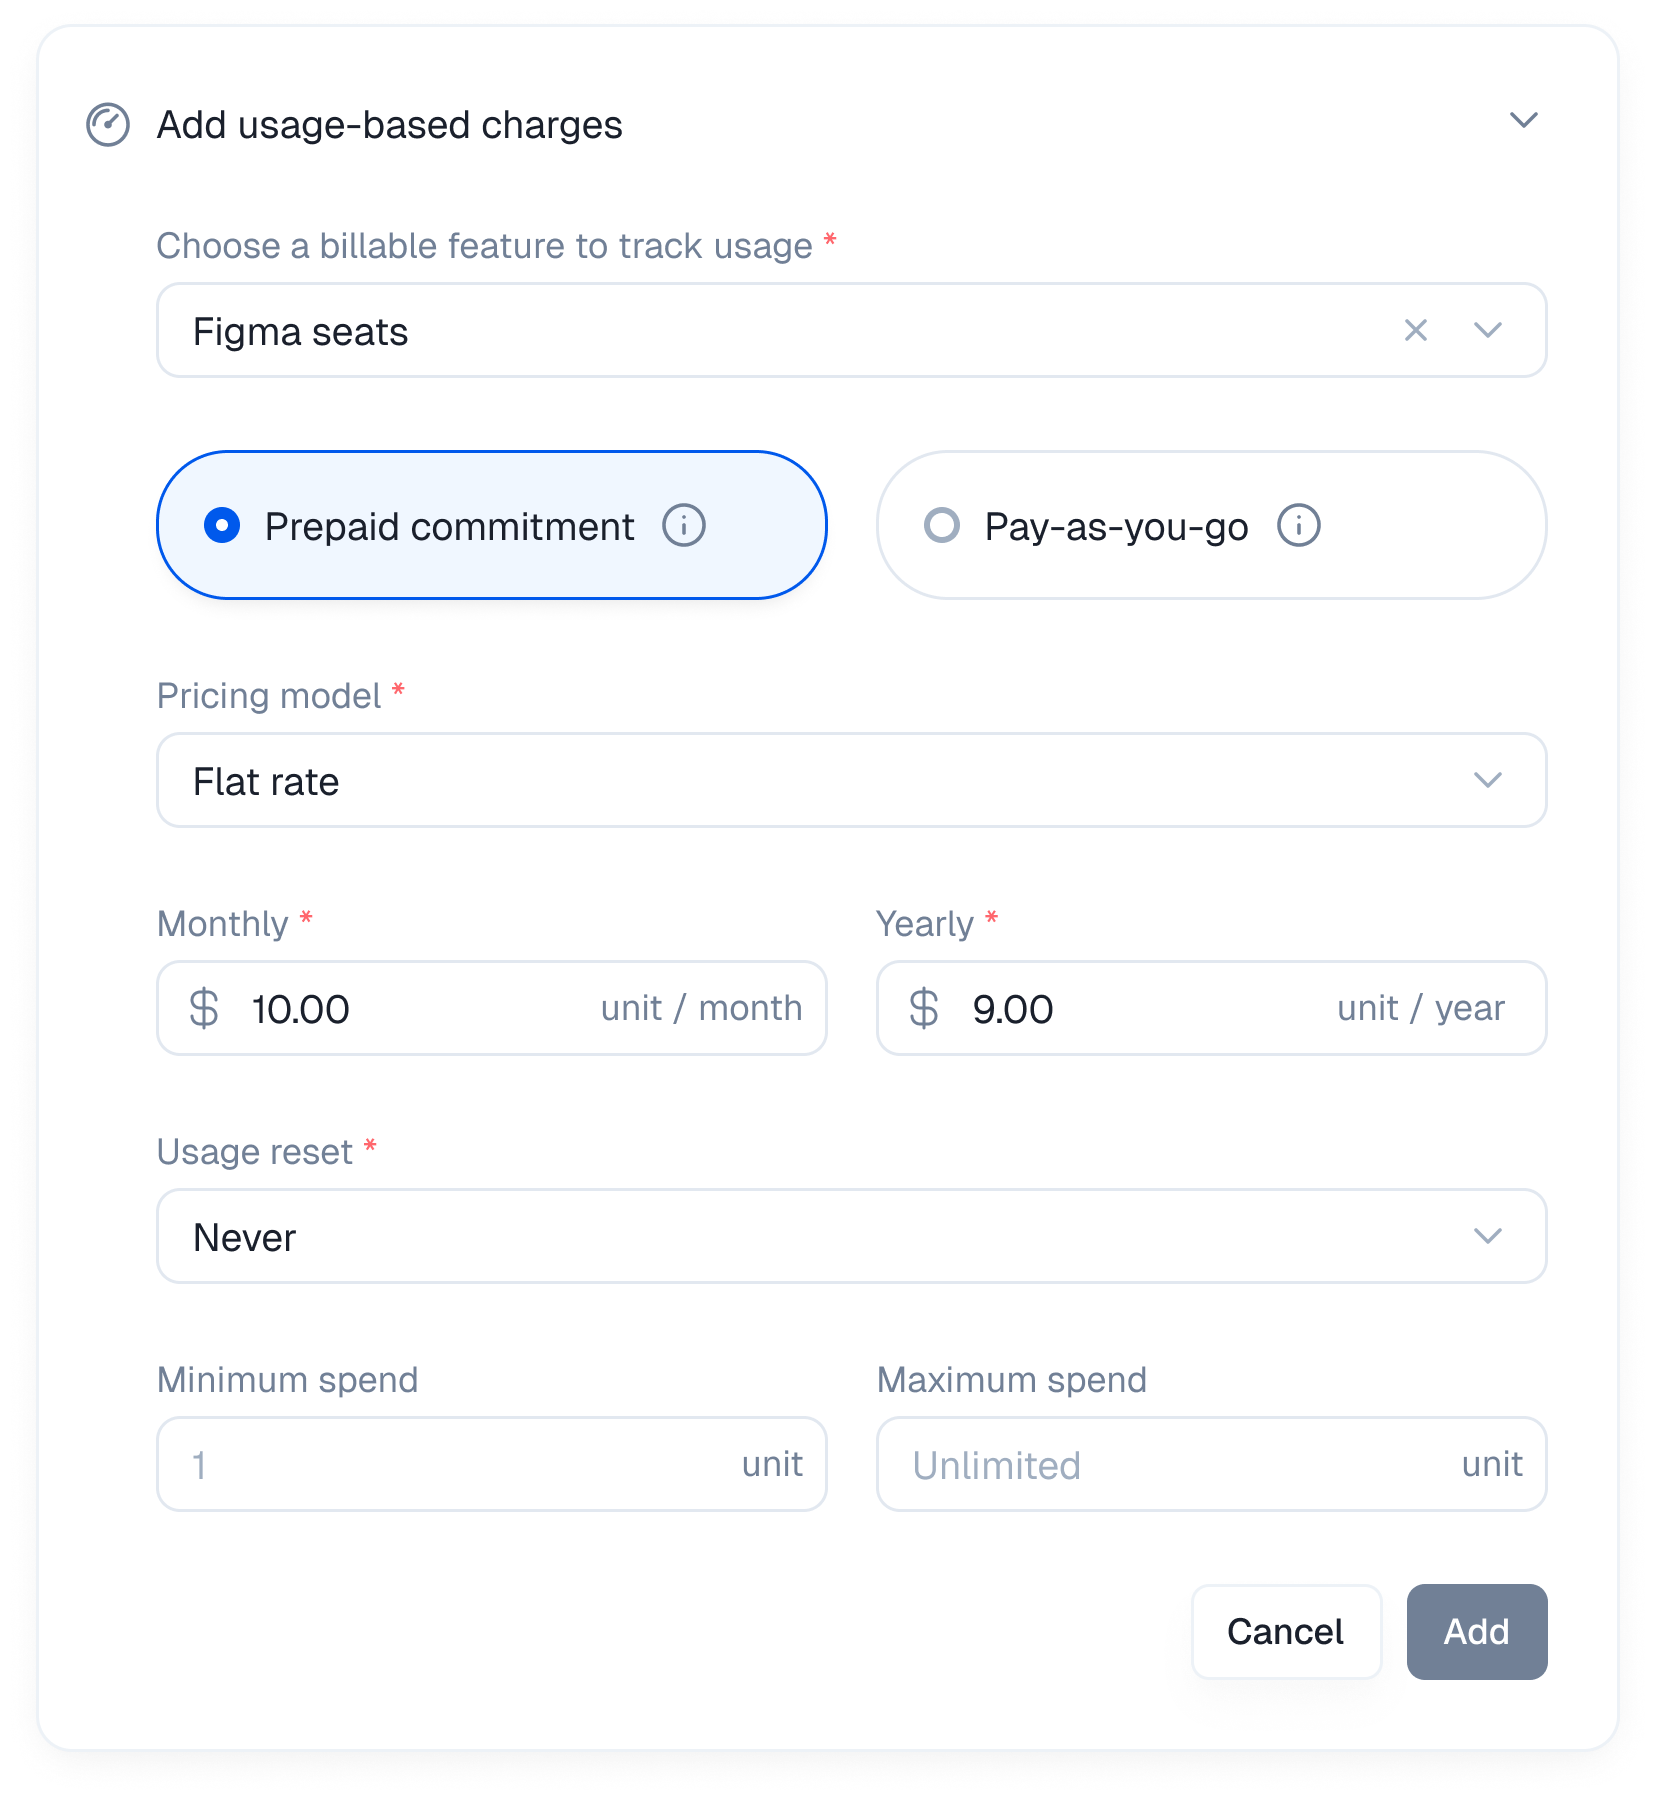 Add usage-based charges
Choose a billable feature to track usage *
Figma seats
Prepaid commitment
Pay-as-you-go
Pricing model *
Flat rate
Monthly *
Yearly *
$ 10.00 unit / month
$ 9.00 unit / year
Usage reset *
Never
Minimum spend
Maximum spend
1 unit
Unlimited unit
Cancel
Add